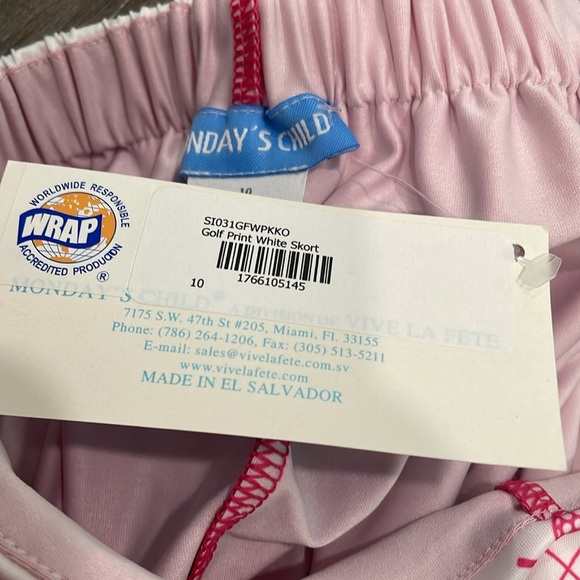 NDAY'S CHILD
10
WORLDWIDE RESPONSIBLE
WRAP
ACCREDITED PRODUCTION
®
SI031GFWPKKO
Golf Print White Skort
10 1766105145
MONDAY'S CHILD® A DIVISION OF VIVE LA FETE
7175 S.W. 47th St #205, Miami, Fl. 33155
Phone: (786) 264-1206, Fax: (305) 513-5211
E-mail: sales@vivelafete.com.sv
www.vivelafete.com
MADE IN EL SALVADOR